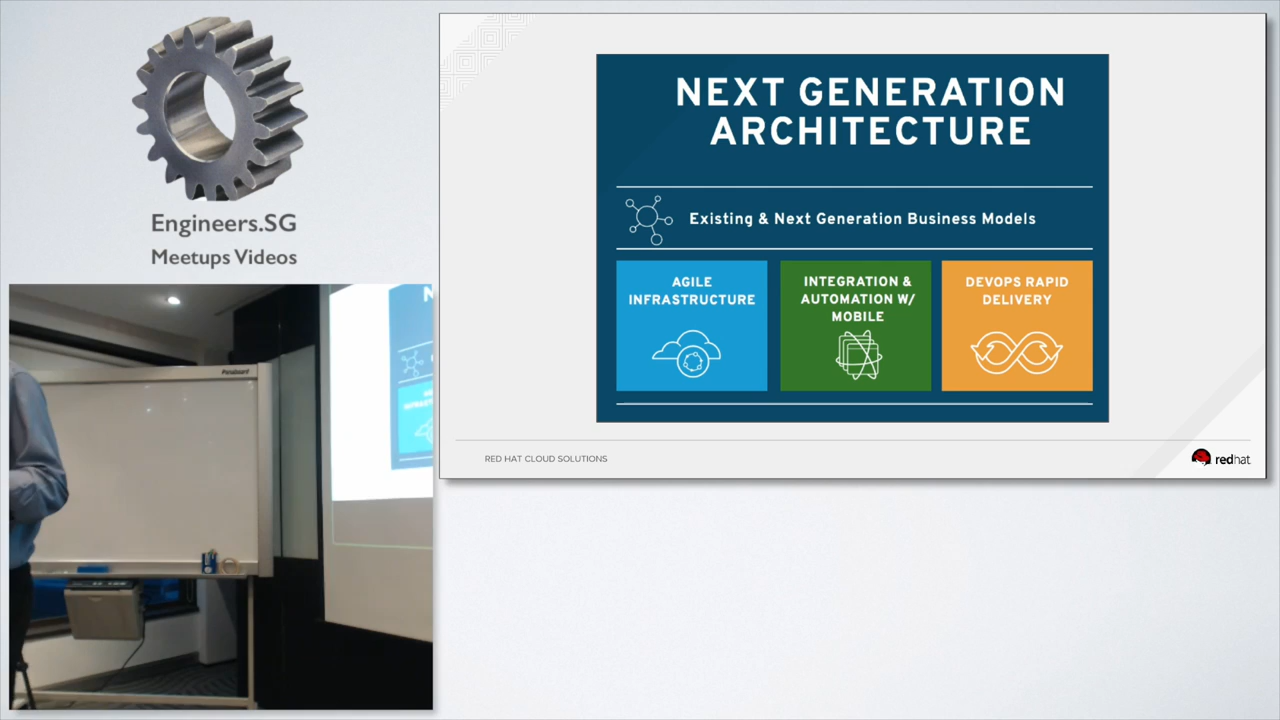 Engineers.SG
Meetups Videos
NEXT GENERATION
ARCHITECTURE
Existing & Next Generation Business Models
AGILE
INFRASTRUCTURE
INTEGRATION &
AUTOMATION W/
MOBILE
DEVOPS RAPID
DELIVERY
RED HAT CLOUD SOLUTIONS
redhat